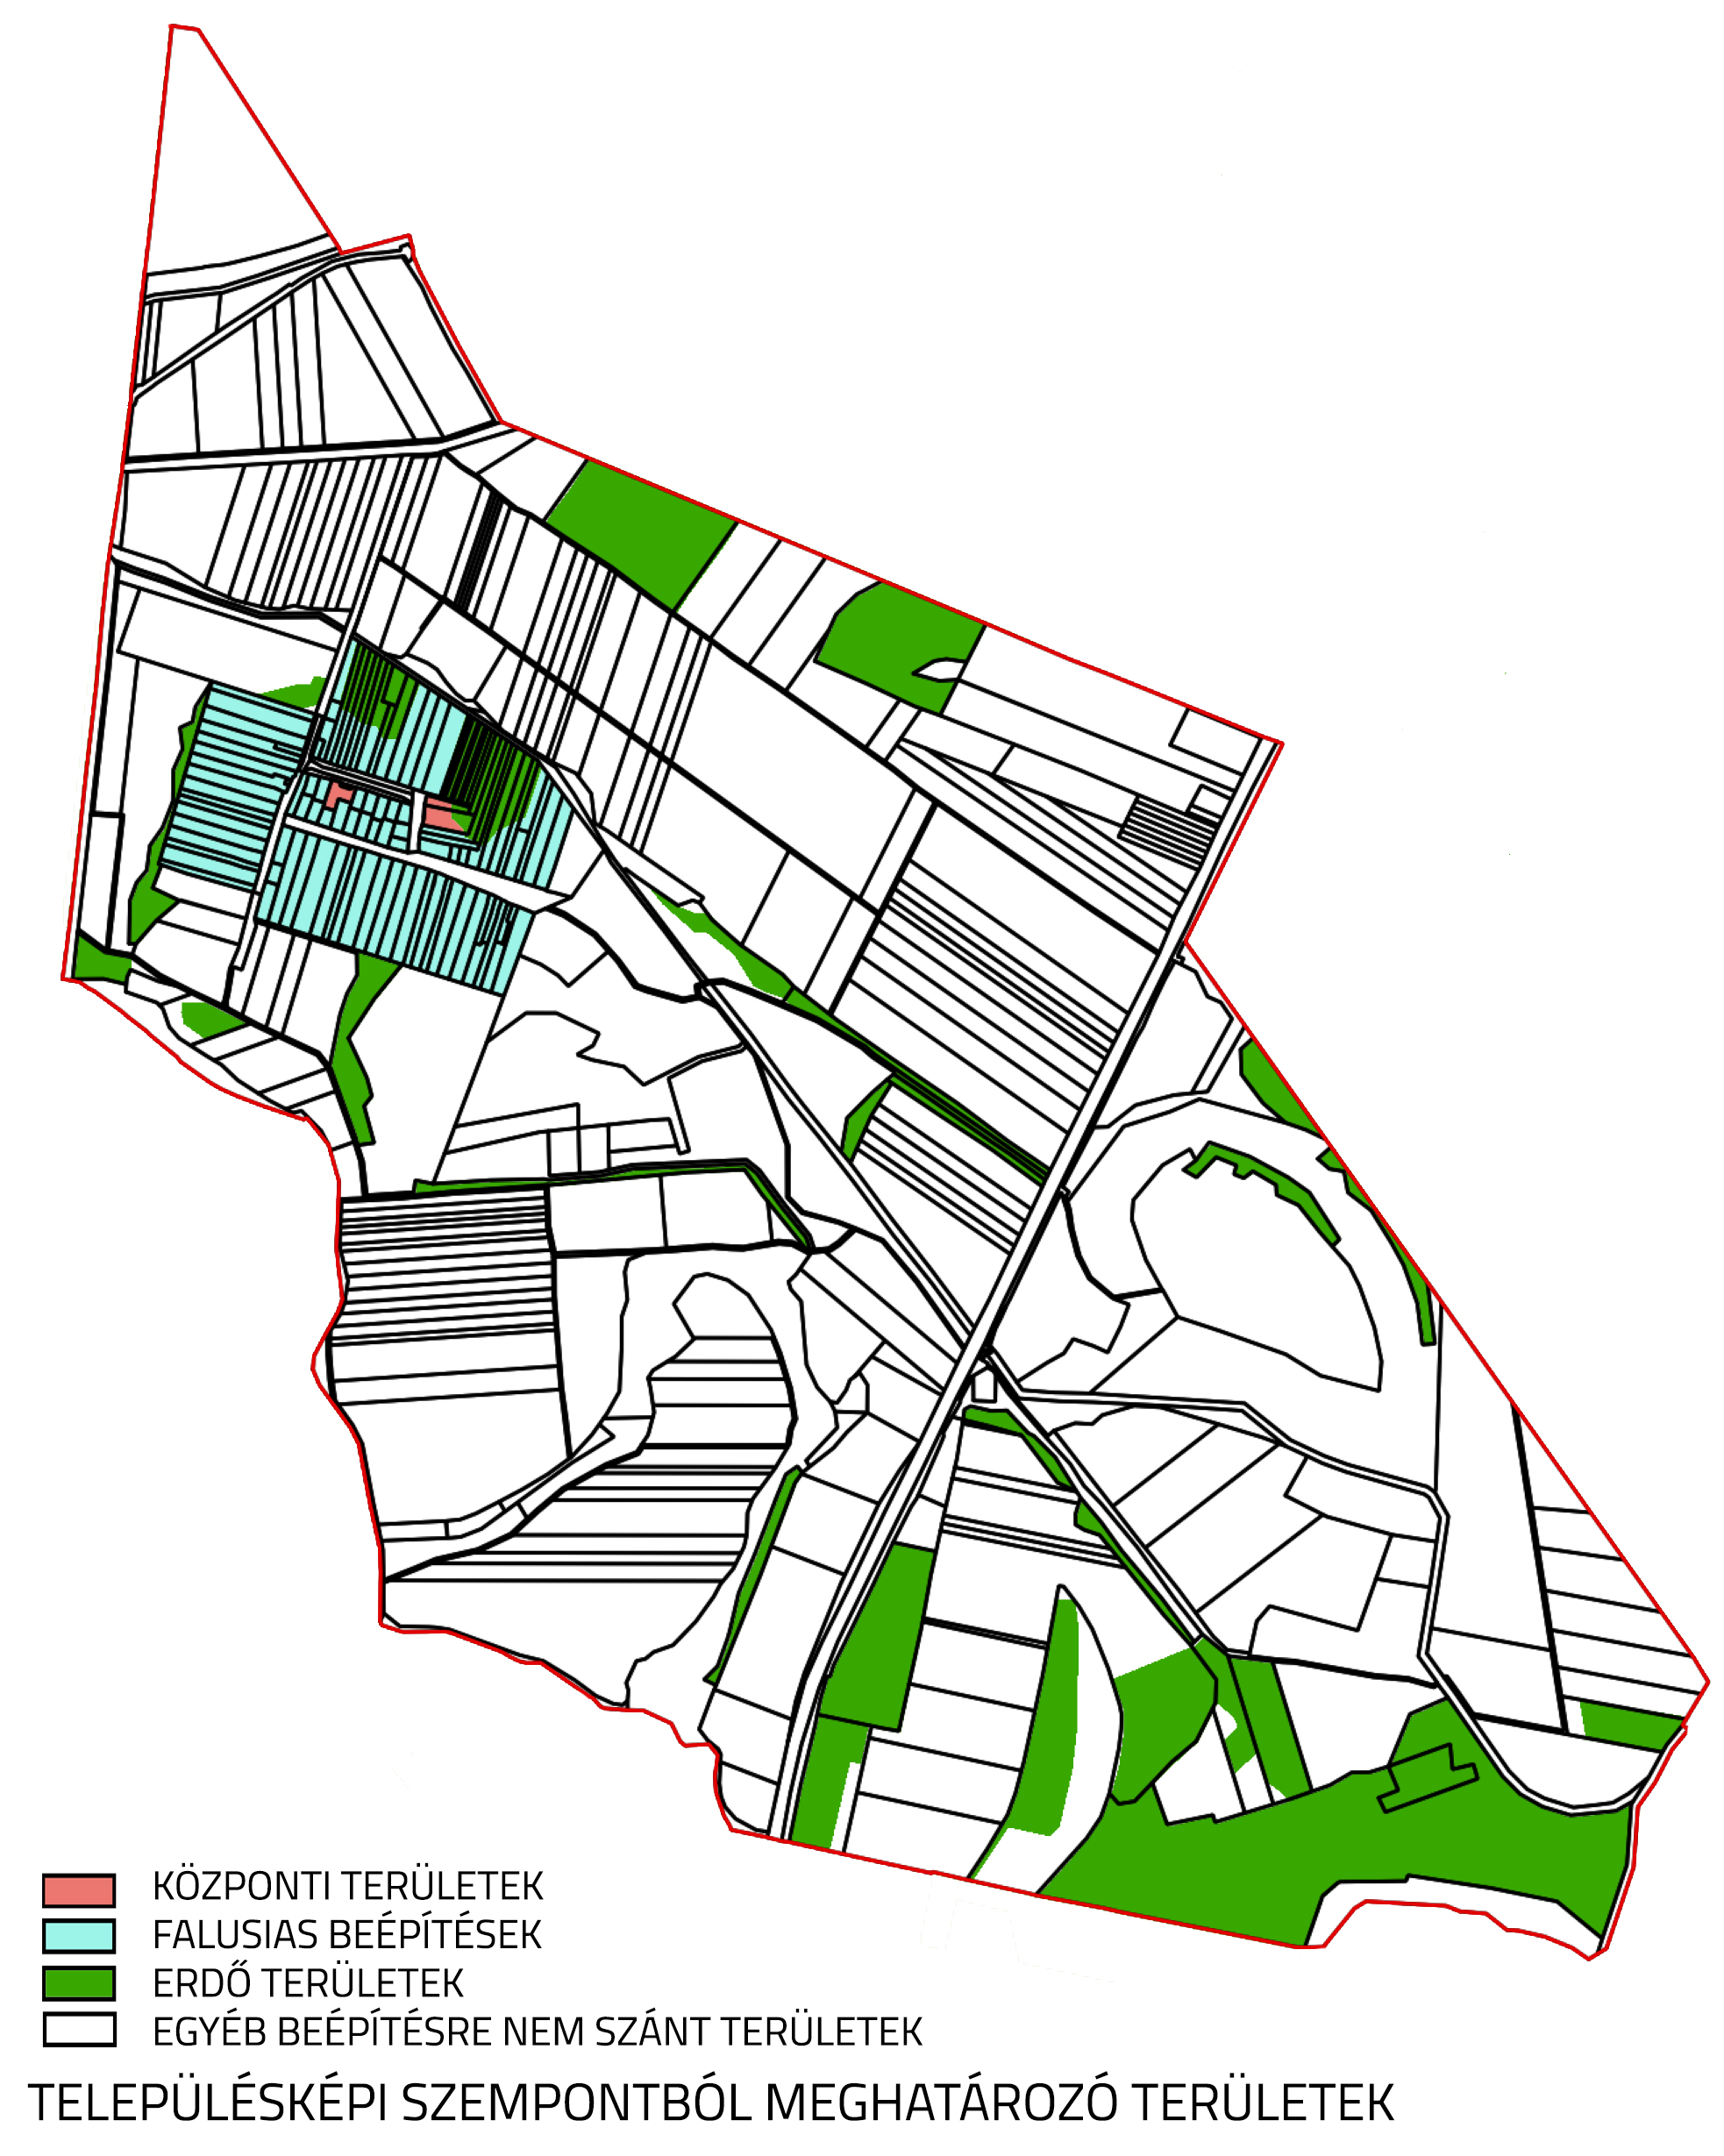 KÖZPONTI TERÜLETEK
FALUSIAS BEÉPÍTÉSEK
ERDŐ TERÜLETEK
EGYÉB BEÉPÍTÉSRE NEM SZÁNT TERÜLETEK
TELEPÜLÉSKÉPI SZEMPONTBÓL MEGHATÁROZÓ TERÜLETEK